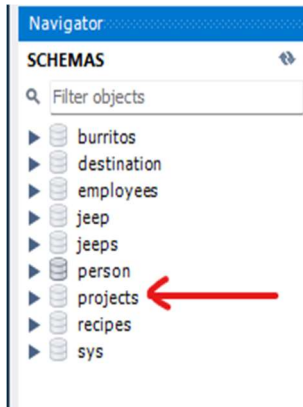 Navigator
SCHEMAS
Filter objects
burritos
destination
employees
jeep
jeeps
person
projects
recipes
sys